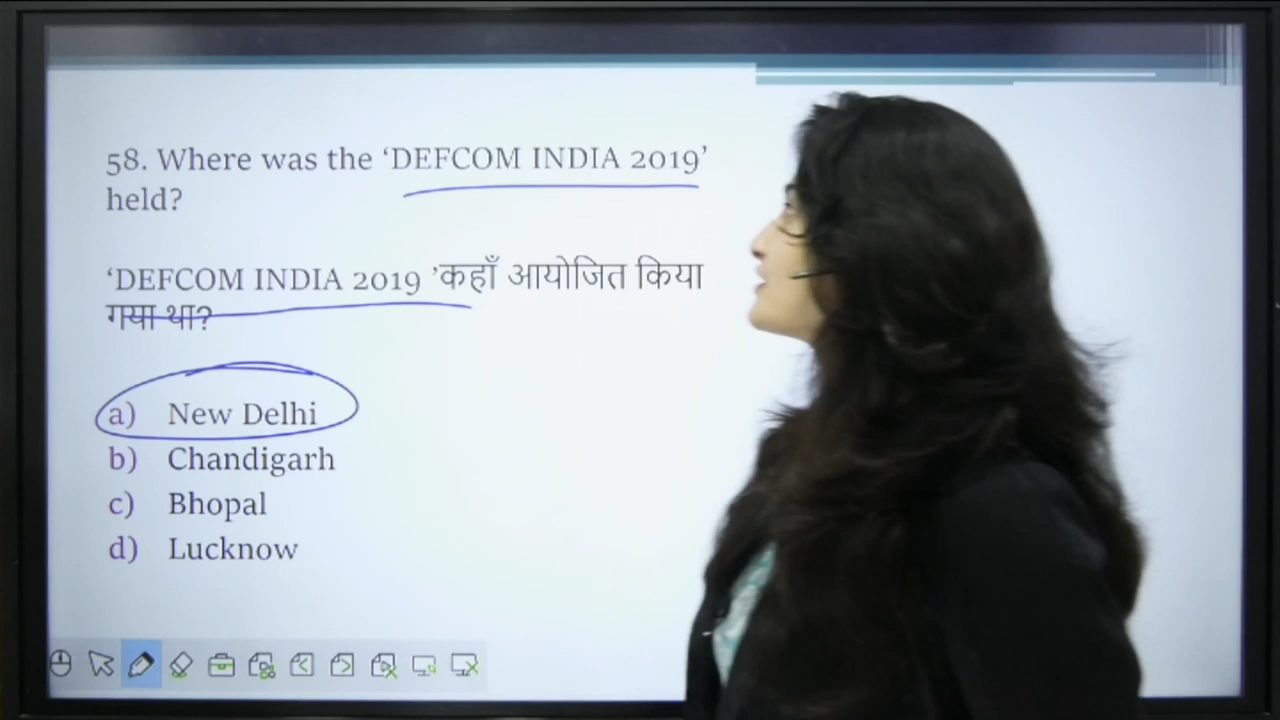 58. Where was the ‘DEFCOM INDIA 2019’
held?
‘DEFCOM INDIA 2019 ’कहाँ आयोजित किया
गया था?
a) New Delhi
b) Chandigarh
c) Bhopal
d) Lucknow